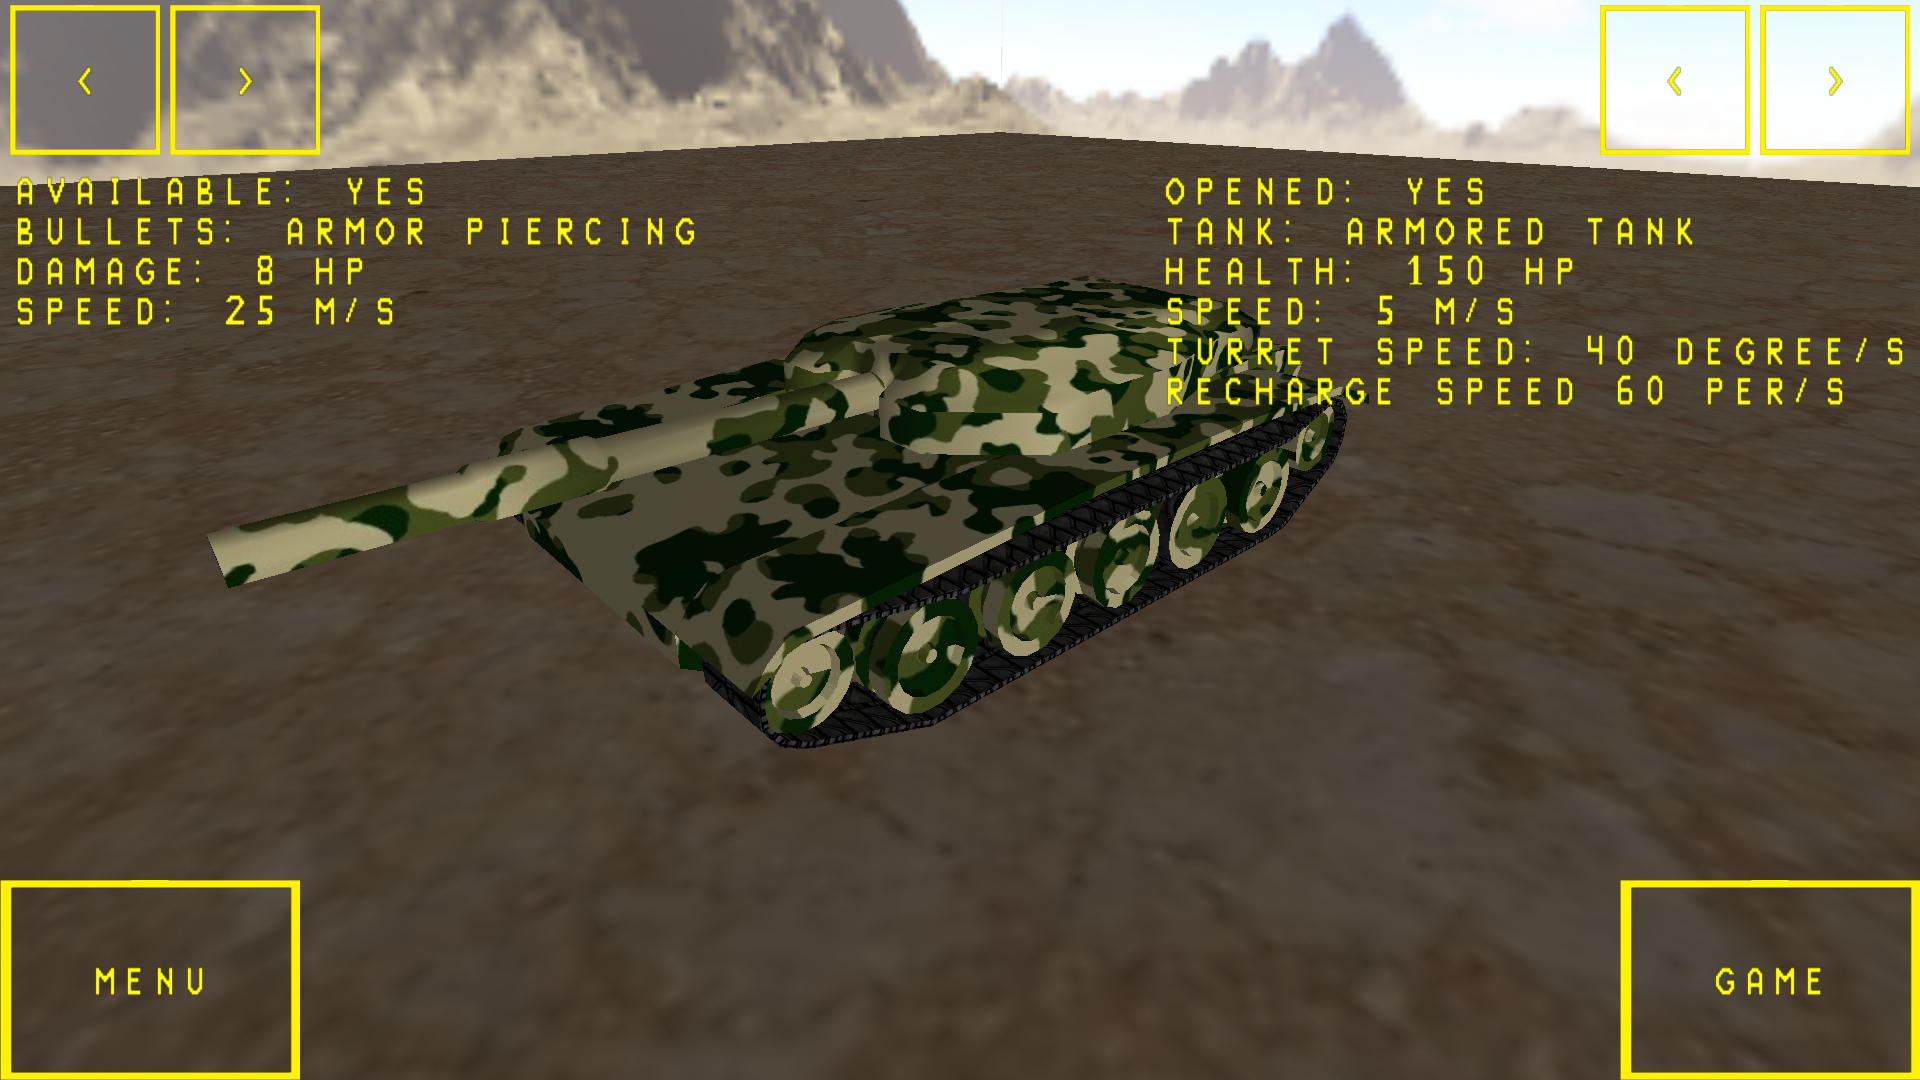 < > < >
AVAILABLE: YES
BULLETS: ARMOR PIERCING
DAMAGE: 8 HP
SPEED: 25 M/S
OPENED: YES
TANK: ARMORED TANK
HEALTH: 150 HP
SPEED: 5 M/S
TURRET SPEED: 40 DEGREE/S
RECHARGE SPEED 60 PER/S
MENU
GAME